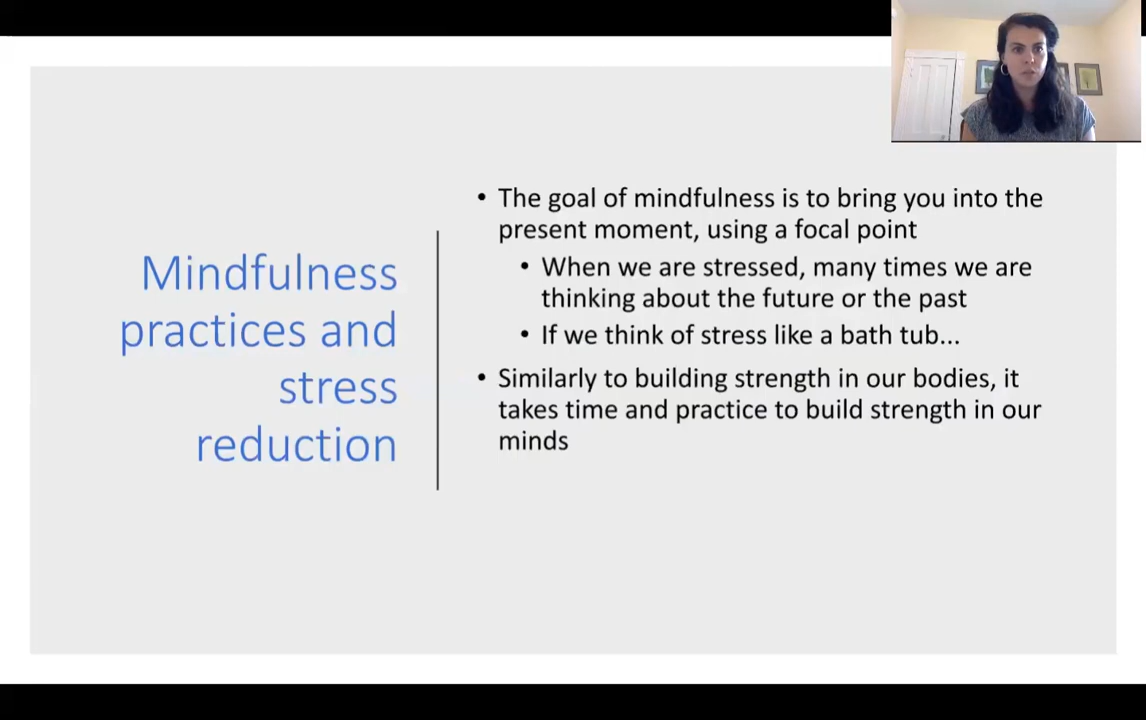 Mindfulness
practices and
stress
reduction
• The goal of mindfulness is to bring you into the
present moment, using a focal point
• When we are stressed, many times we are
thinking about the future or the past
• If we think of stress like a bath tub...
• Similarly to building strength in our bodies, it
takes time and practice to build strength in our
minds